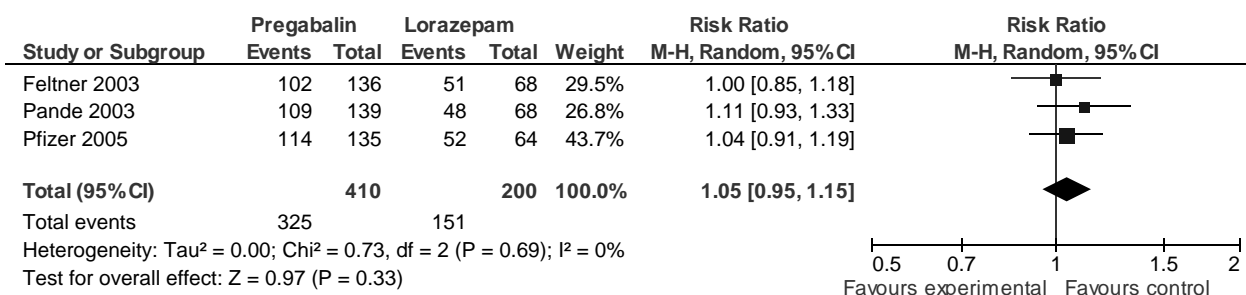 Pregabalin Lorazepam Risk Ratio Risk Ratio
Study or Subgroup Events Total Events Total Weight M-H, Random, 95% CI M-H, Random, 95% CI
Feltner 2003 102 136 51 68 29.5% 1.00 [0.85, 1.18]
Pande 2003 109 139 48 68 26.8% 1.11 [0.93, 1.33]
Pfizer 2005 114 135 52 64 43.7% 1.04 [0.91, 1.19]
Total (95% CI) 410 200 100.0% 1.05 [0.95, 1.15]
Total events 325 151
Heterogeneity: Tau² = 0.00; Chi² = 0.73, df = 2 (P = 0.69); I² = 0%
Test for overall effect: Z = 0.97 (P = 0.33)
0.5 0.7 1 1.5 2
Favours experimental Favours control